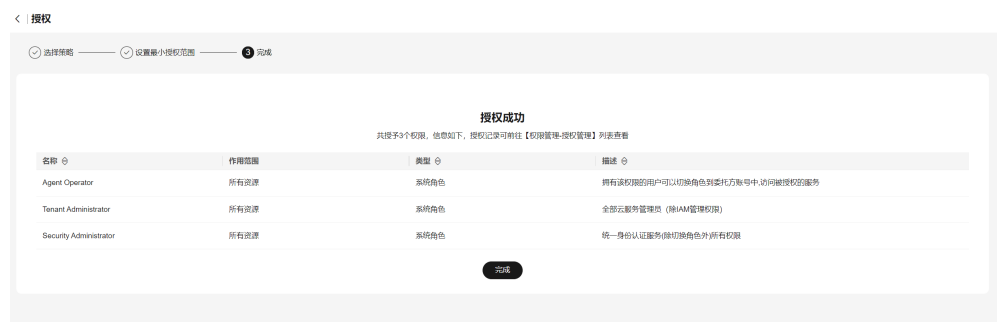 授权
选择策略 设置最小授权范围 3 完成
授权成功
共授予3个权限，信息如下，授权记录可前往【权限管理-授权管理】列表查看
名称 作用范围 类型 描述
Agent Operator 所有资源 系统角色 拥有该权限的用户可以切换角色到委托方账号中,访问被授权的服务
Tenant Administrator 所有资源 系统角色 全部云服务管理员（除IAM管理权限）
Security Administrator 所有资源 系统角色 统一身份认证服务(除切换角色外)所有权限
完成